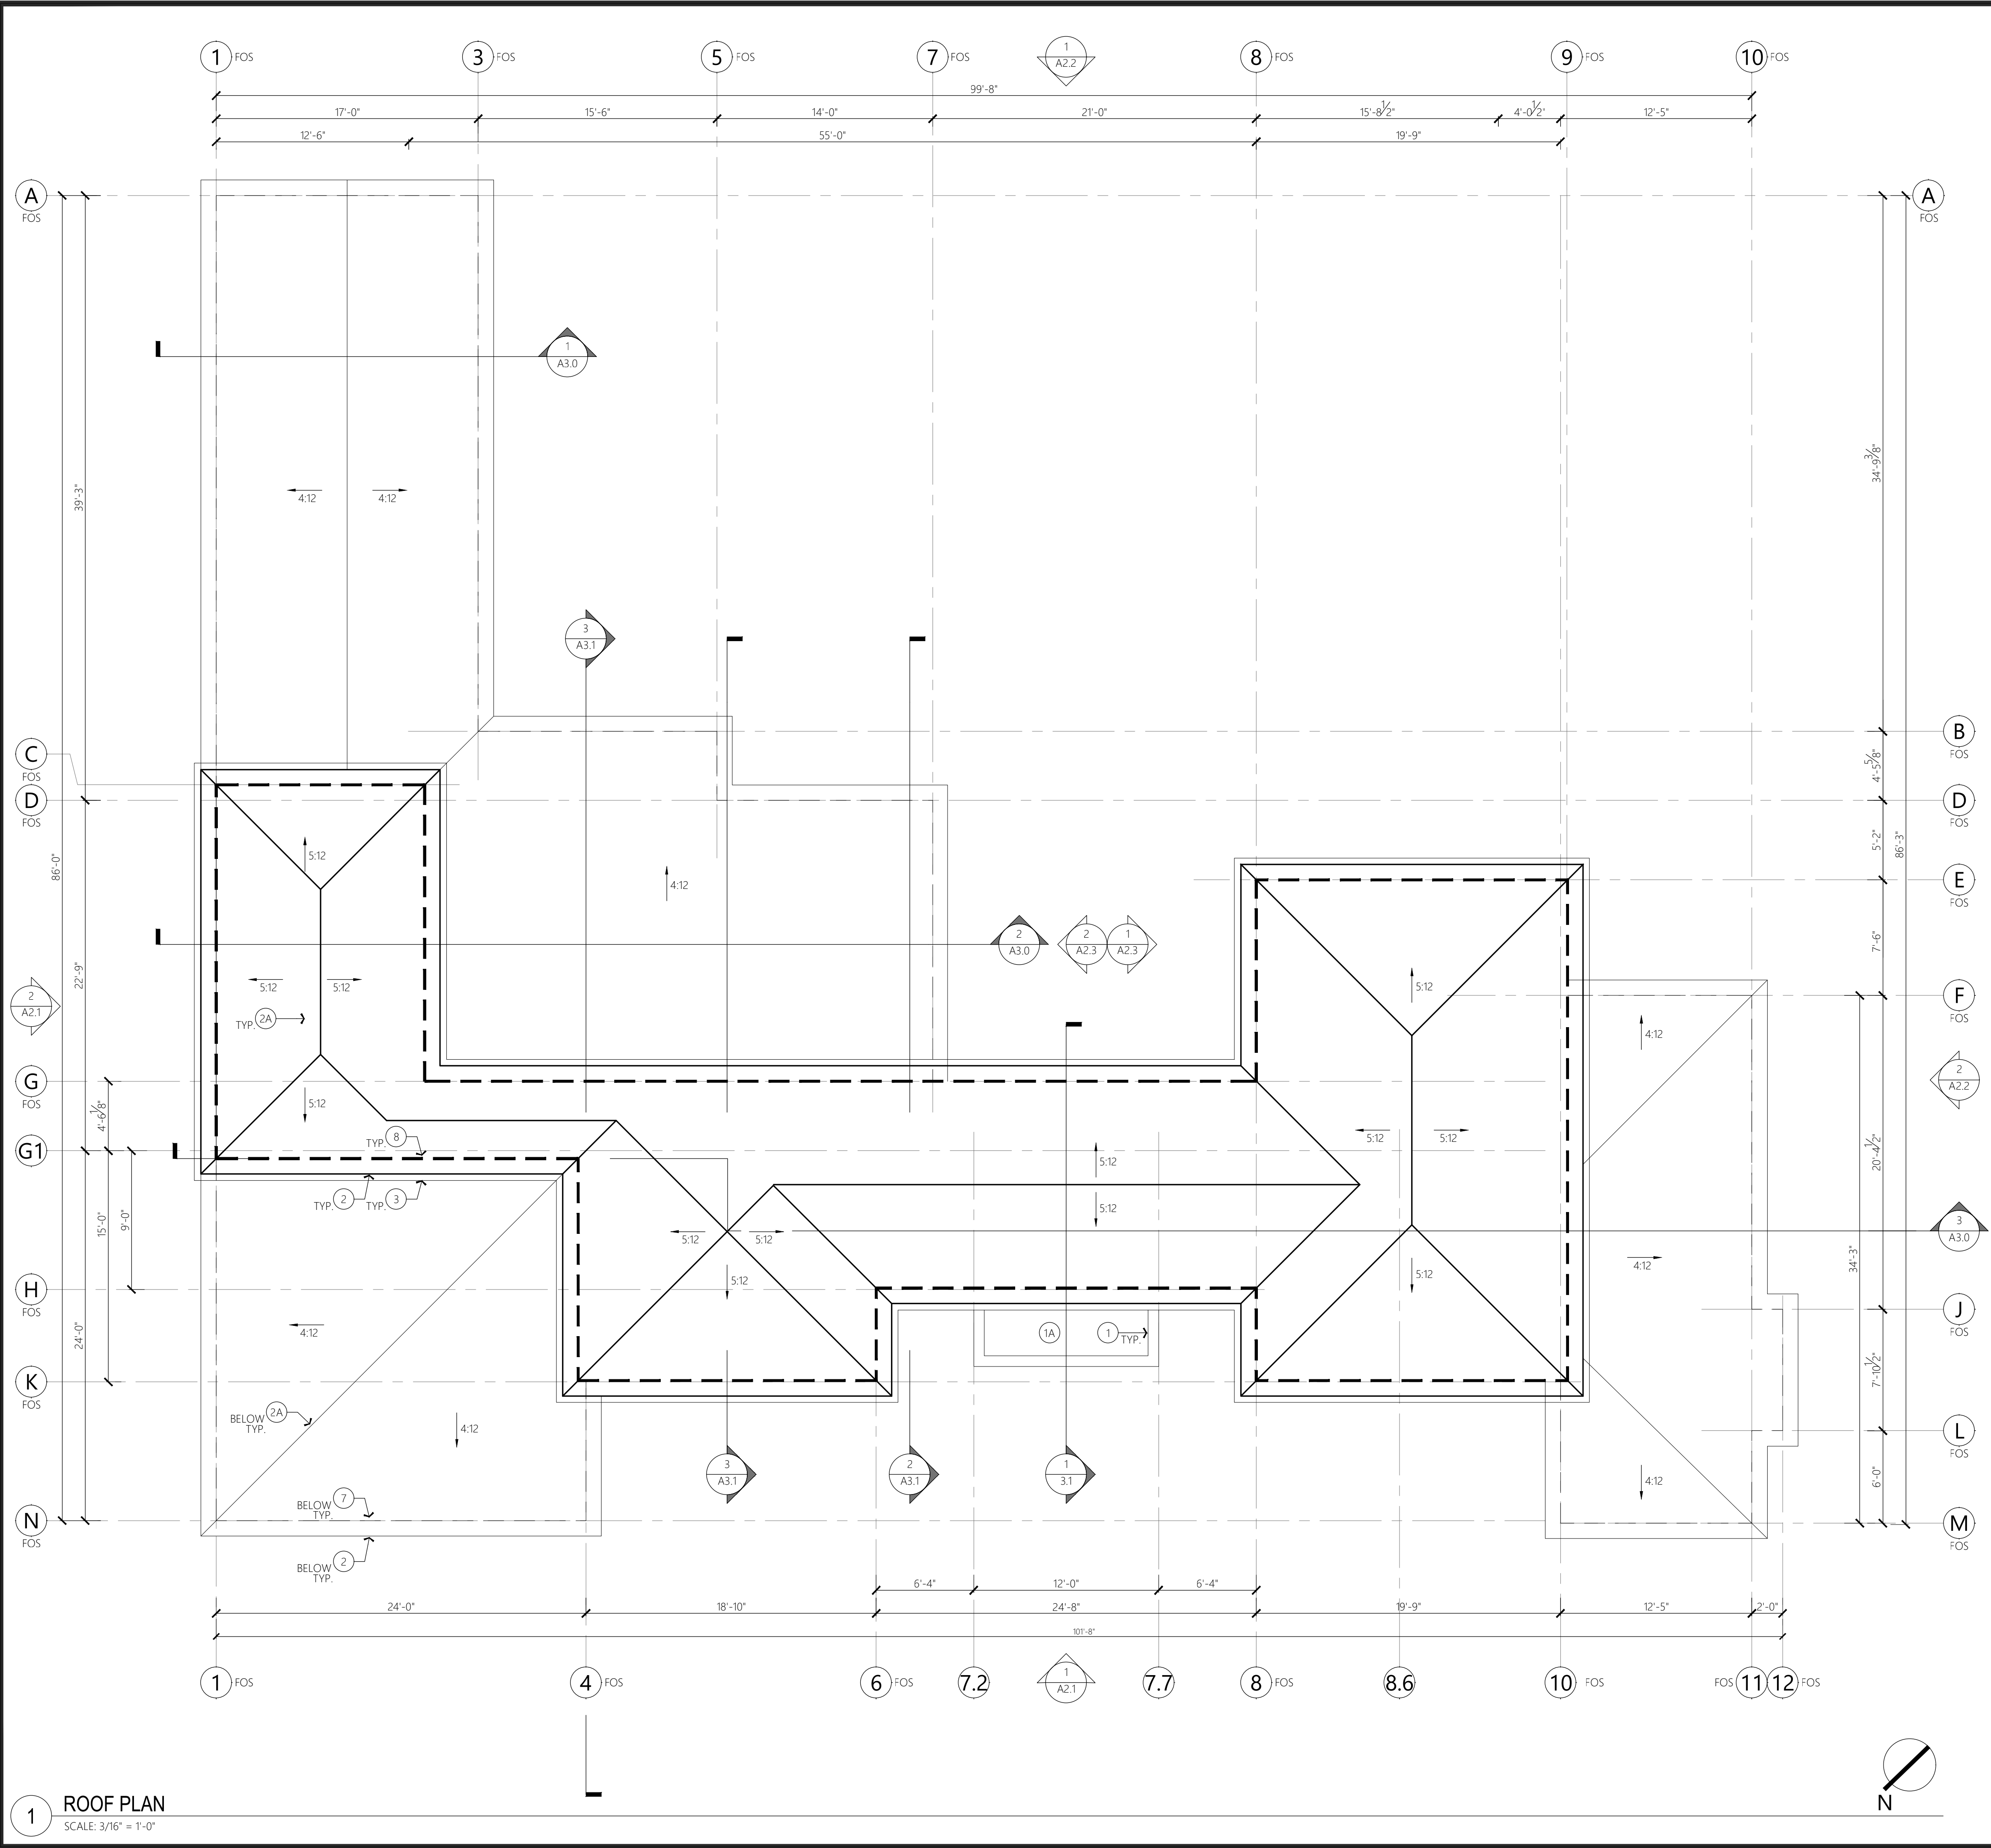 1 FOS 3 FOS 5 FOS 7 FOS 1 8 FOS 9 FOS 10 FOS
A2.2
99'-8"
17'-0" 15'-6" 14'-0" 21'-0" 15'-8 1/2" 4'-0 1/2" 12'-5"
12'-6" 55'-0" 19'-9"
A A
FOS FOS
1
A3.0
34'-9 3/8"
39'-3"
4:12 4:12
3
A3.1
B
FOS
C
FOS
4'-5 5/8"
D D
FOS FOS
5'-2"
86'-0"
86'-3"
5:12
4:12
E
FOS
7'-6"
2 2 1
A3.0 A2.3 A2.3
22'-9"
5:12 5:12
5:12
2
A2.1
TYP. 2A
F
FOS
4:12
G
FOS
2
A2.2
4'-6 1/8"
5:12
TYP. 8
5:12 5:12
G1
FOS
20'-4 1/2"
5:12
TYP. 2 TYP. 3
5:12
15'-0"
9'-0"
5:12 5:12
3
A3.0
34'-3"
4:12
5:12
5:12
H
FOS
J
FOS
24'-0"
4:12
1A 1
TYP.
7'-10 1/2"
K
FOS
BELOW 2A
TYP.
4:12
L
FOS
3 2 1
A3.1 A3.1 3.1
4:12
6'-0"
BELOW 7
TYP.
N M
FOS FOS
BELOW 2
TYP.
6'-4" 12'-0" 6'-4"
24'-0" 18'-10" 24'-8" 19'-9" 12'-5" 2'-0"
101'-8"
1 FOS 4 FOS 6 FOS 7.2 1 7.7 8 FOS 8.6 10 FOS FOS 11 12 FOS
A2.1
N
1 ROOF PLAN
SCALE: 3/16" = 1'-0"